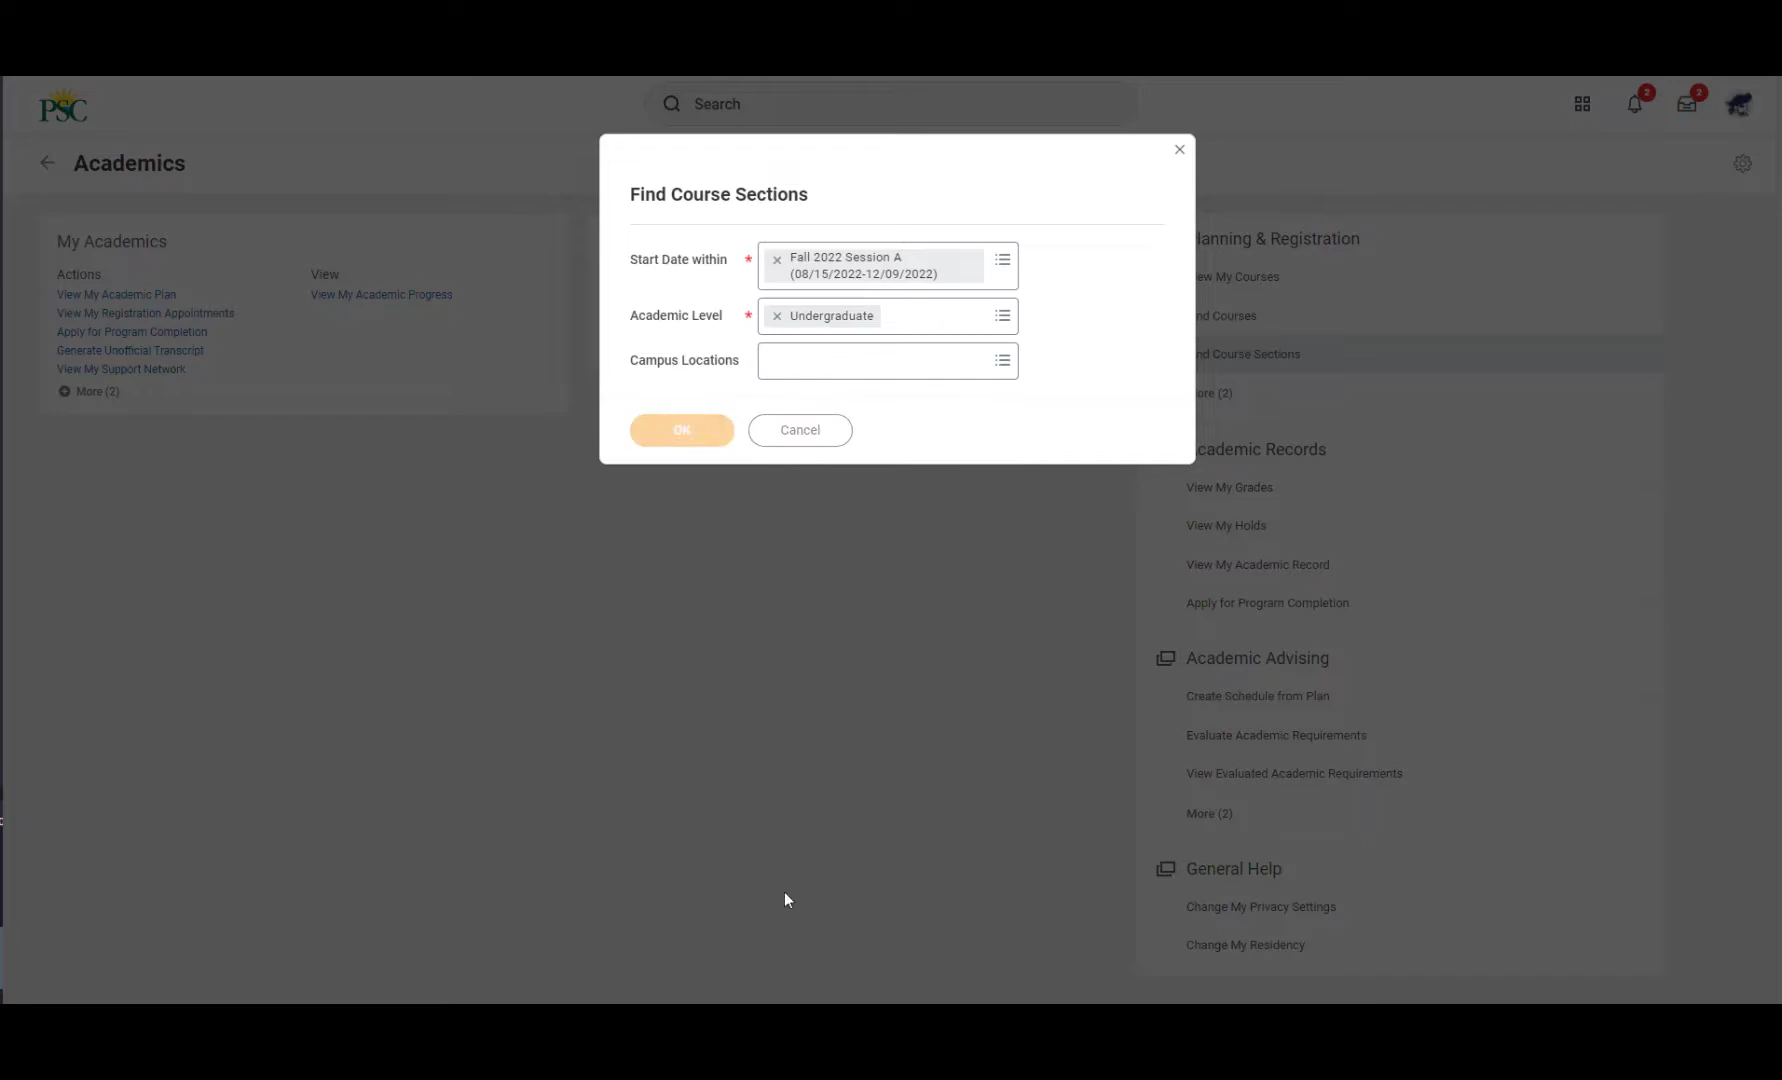 PSC
Search
2
2
Academics
My Academics
Actions
View
View My Academic Plan
View My Academic Progress
View My Registration Appointments
Apply for Program Completion
Generate Unofficial Transcript
View My Support Network
More (2)
Find Course Sections
Start Date within *
Fall 2022 Session A
(08/15/2022-12/09/2022)
Academic Level *
Undergraduate
Campus Locations
OK
Cancel
lanning & Registration
ew My Courses
nd Courses
nd Course Sections
ore (2)
cademic Records
View My Grades
View My Holds
View My Academic Record
Apply for Program Completion
Academic Advising
Create Schedule from Plan
Evaluate Academic Requirements
View Evaluated Academic Requirements
More (2)
General Help
Change My Privacy Settings
Change My Residency